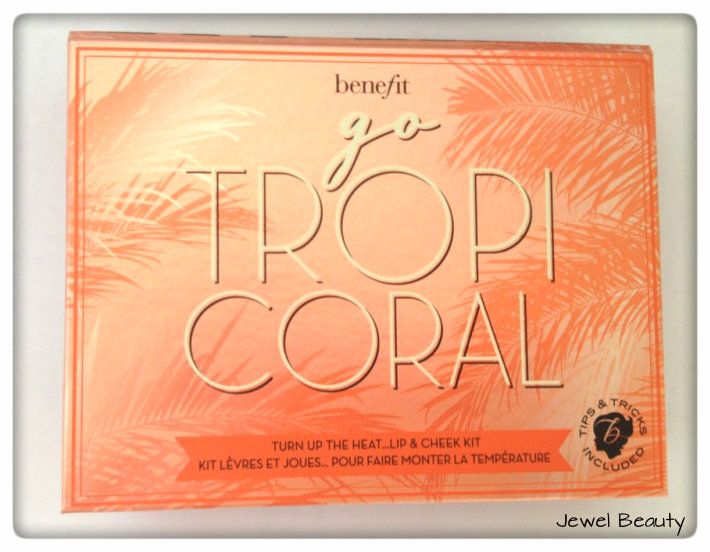 benefit
go
TROPI
CORAL
TURN UP THE HEAT...LIP & CHEEK KIT
KIT LÈVRES ET JOUES... POUR FAIRE MONTER LA TEMPÉRATURE
TIPS & TRICKS
b
INCLUDED
Jewel Beauty